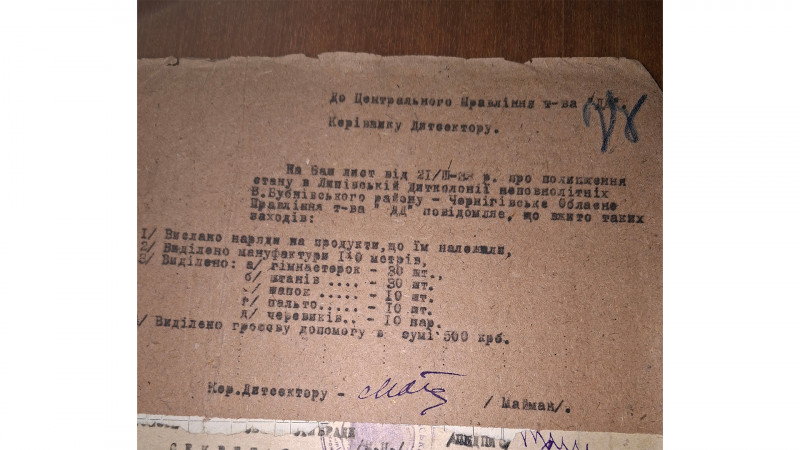 До Центрального Правління т-ва "ДД"
Керівнику Дитсектору.
На Ваш лист від 21/ІІІ-33 р. про поліпшення
стану в Липівській Дитколонії неповнолітніх
В.Бубнівського району - Чернігівське Обласне
Правління т-ва "ДД" повідомляє, що вжито таких
заходів:
1/ Вислано наряди на продукти,що їм належали,
2/ Виділено мануфактури 140 метрів,
3/ Виділено: а/ гімнастерок - 30 шт.,
б/ штанів .... - 30 шт.
в/ шапок .... - 10 шт.
г/ пальто..... - 10 шт.
д/ черевиків.. - 10 пар.
/ Виділено грошову допомогу в сумі 500 крб.
Кер.Дитсектору - / Майман/.